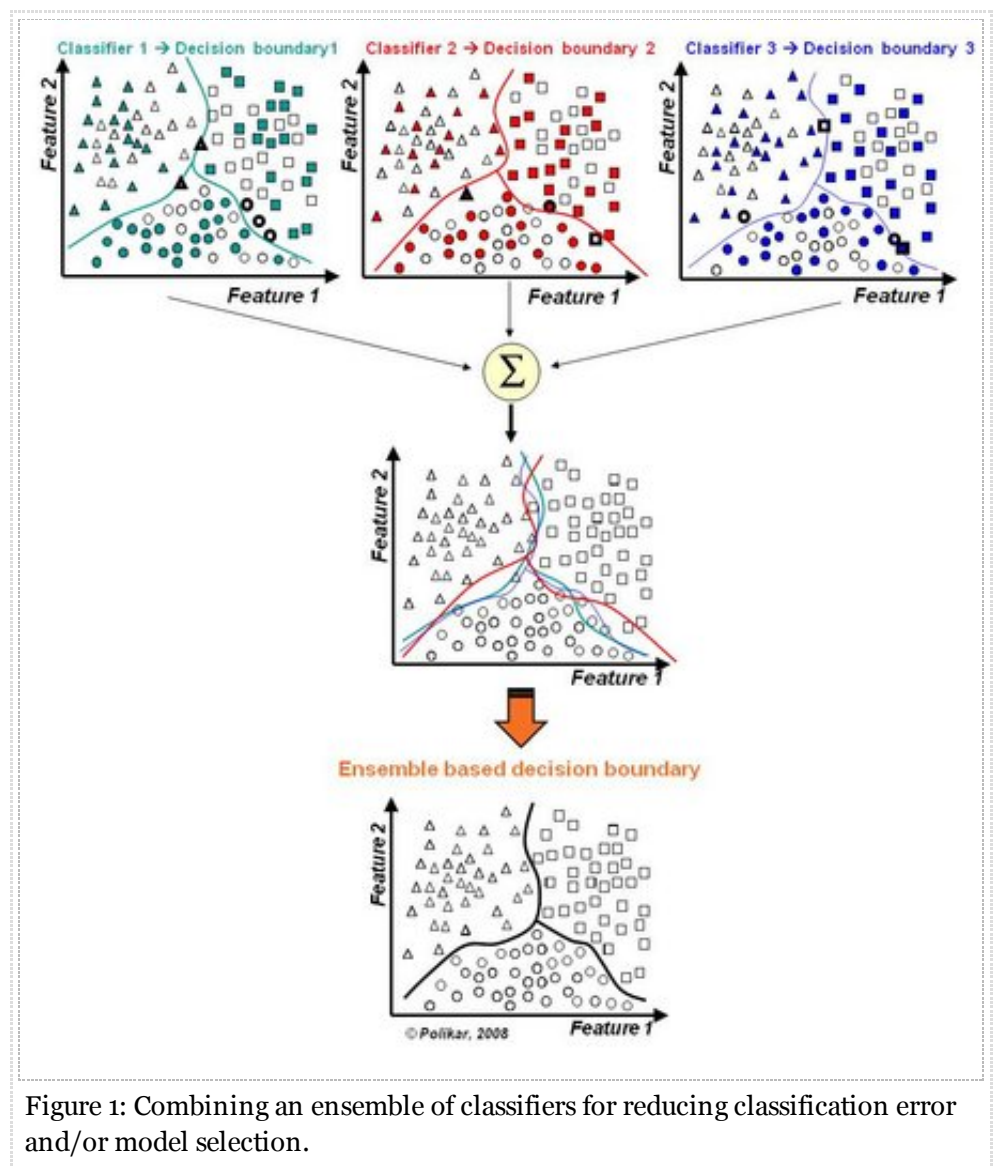 Classifier 1 → Decision boundary1
Classifier 2 → Decision boundary 2
Classifier 3 → Decision boundary 3
Feature 2
Feature 1
Feature 2
Feature 1
Feature 2
Feature 1
Σ
Feature 2
Feature 1
Ensemble based decision boundary
Feature 2
Feature 1
© Polikar, 2008
Figure 1: Combining an ensemble of classifiers for reducing classification error
and/or model selection.